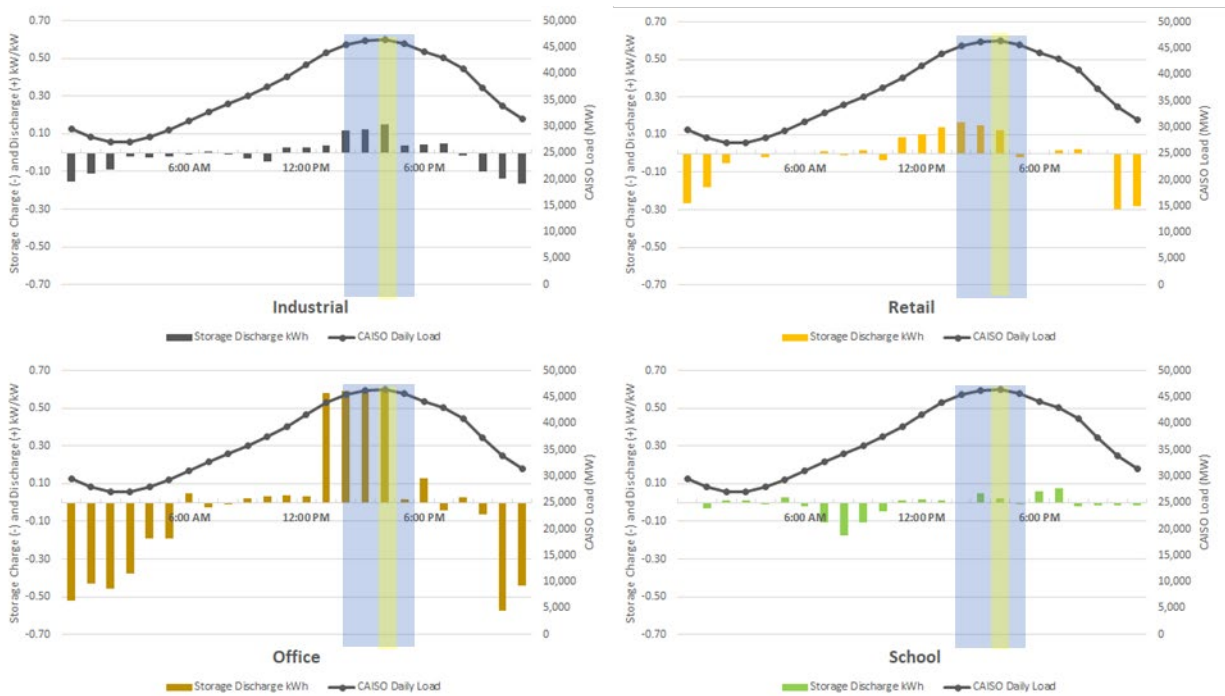 Storage Charge (-) and Discharge (+) kW/kW
0.70
0.50
0.30
0.10
-0.10
-0.30
-0.50
-0.70
6:00 AM
12:00 PM
6:00 PM
50,000
45,000
40,000
35,000
30,000
25,000
20,000
15,000
10,000
5,000
0
CAISO Load (MW)
Industrial
Storage Discharge kWh
CAISO Daily Load
Storage Charge (-) and Discharge (+) kW/kW
0.70
0.50
0.30
0.10
-0.10
-0.30
-0.50
-0.70
6:00 AM
12:00 PM
6:00 PM
50,000
45,000
40,000
35,000
30,000
25,000
20,000
15,000
10,000
5,000
0
CAISO Load (MW)
Retail
Storage Discharge kWh
CAISO Daily Load
Storage Charge (-) and Discharge (+) kW/kW
0.70
0.50
0.30
0.10
-0.10
-0.30
-0.50
-0.70
6:00 AM
12:00 PM
6:00 PM
50,000
45,000
40,000
35,000
30,000
25,000
20,000
15,000
10,000
5,000
0
CAISO Load (MW)
Office
Storage Discharge kWh
CAISO Daily Load
Storage Charge (-) and Discharge (+) kW/kW
0.70
0.50
0.30
0.10
-0.10
-0.30
-0.50
-0.70
6:00 AM
12:00 PM
6:00 PM
50,000
45,000
40,000
35,000
30,000
25,000
20,000
15,000
10,000
5,000
0
CAISO Load (MW)
School
Storage Discharge kWh
CAISO Daily Load